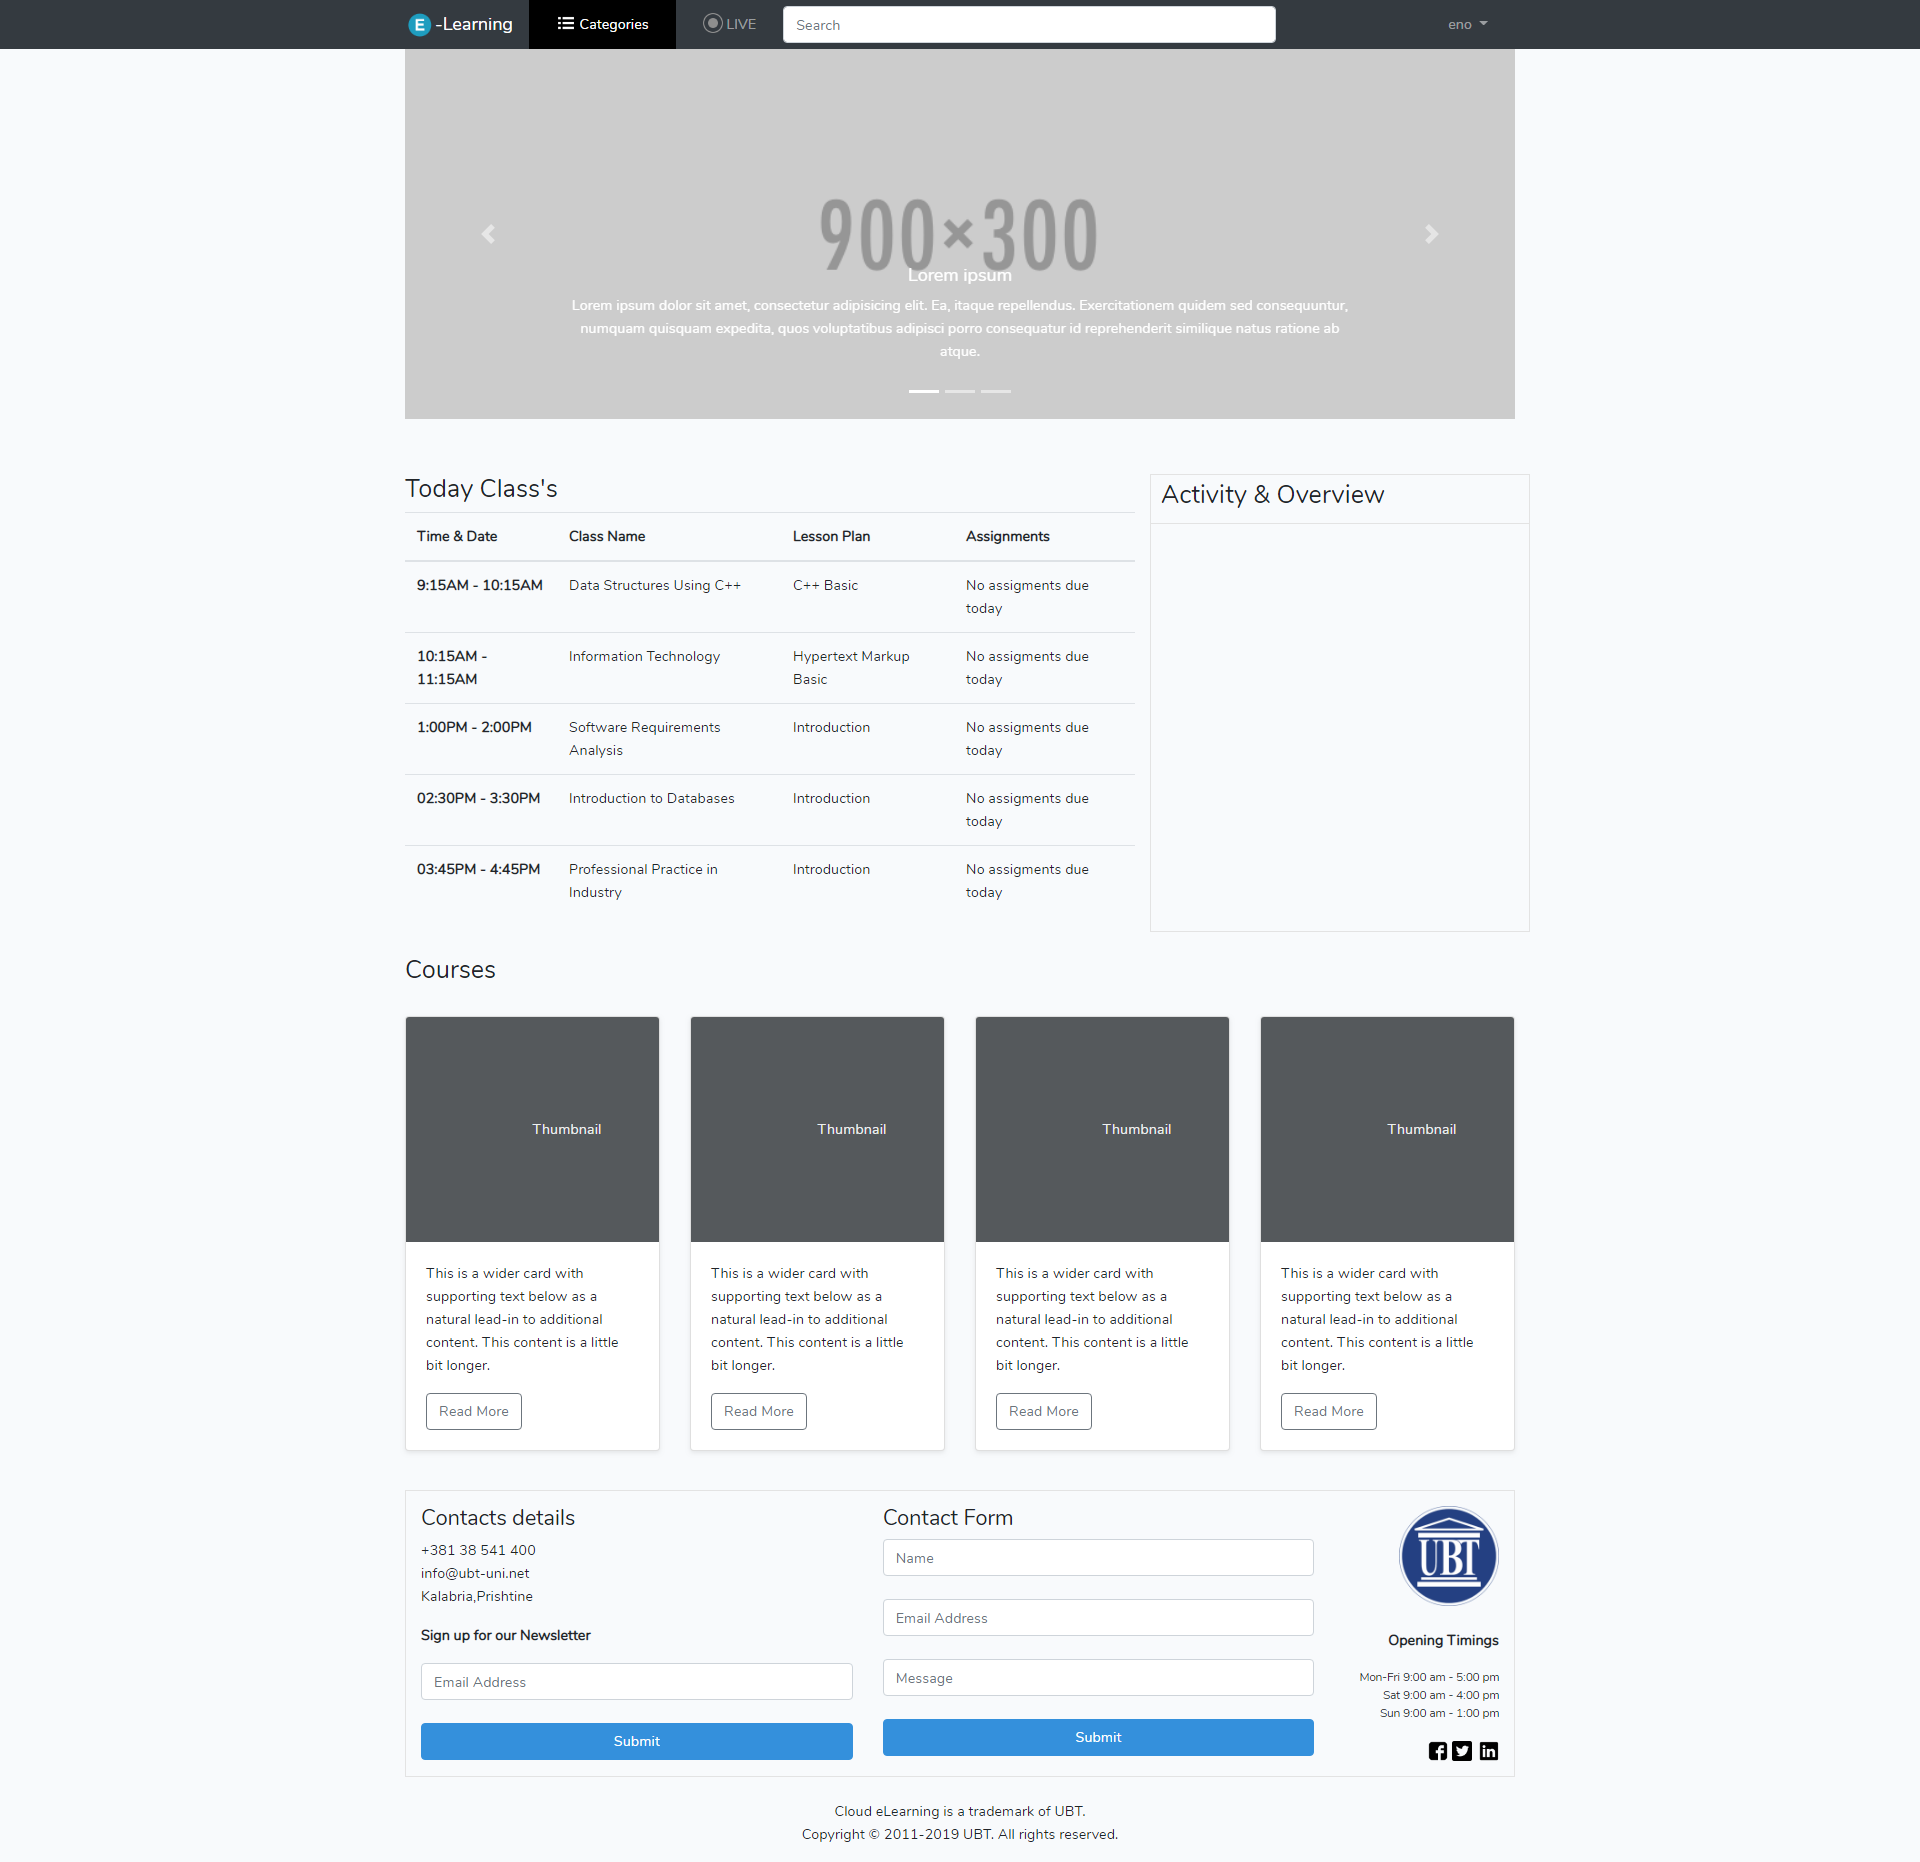 E -Learning Categories LIVE Search eno
900×300
Lorem ipsum
Lorem ipsum dolor sit amet, consectetur adipisicing elit. Ea, itaque repellendus. Exercitationem quidem sed consequuntur,
numquam quisquam expedita, quos voluptatibus adipisci porro consequatur id reprehenderit similique natus ratione ab
atque.
Today Class's
Time & Date Class Name Lesson Plan Assignments
9:15AM - 10:15AM Data Structures Using C++ C++ Basic No assigments due
today
10:15AM - Information Technology Hypertext Markup No assigments due
11:15AM Basic today
1:00PM - 2:00PM Software Requirements Introduction No assigments due
Analysis today
02:30PM - 3:30PM Introduction to Databases Introduction No assigments due
today
03:45PM - 4:45PM Professional Practice in Introduction No assigments due
Industry today
Activity & Overview
Courses
Thumbnail
This is a wider card with
supporting text below as a
natural lead-in to additional
content. This content is a little
bit longer.
Read More
Thumbnail
This is a wider card with
supporting text below as a
natural lead-in to additional
content. This content is a little
bit longer.
Read More
Thumbnail
This is a wider card with
supporting text below as a
natural lead-in to additional
content. This content is a little
bit longer.
Read More
Thumbnail
This is a wider card with
supporting text below as a
natural lead-in to additional
content. This content is a little
bit longer.
Read More
Contacts details
+381 38 541 400
info@ubt-uni.net
Kalabria,Prishtine
Sign up for our Newsletter
Email Address
Submit
Contact Form
Name
Email Address
Message
Submit
UBT
Opening Timings
Mon-Fri 9:00 am - 5:00 pm
Sat 9:00 am - 4:00 pm
Sun 9:00 am - 1:00 pm
Cloud eLearning is a trademark of UBT.
Copyright © 2011-2019 UBT. All rights reserved.